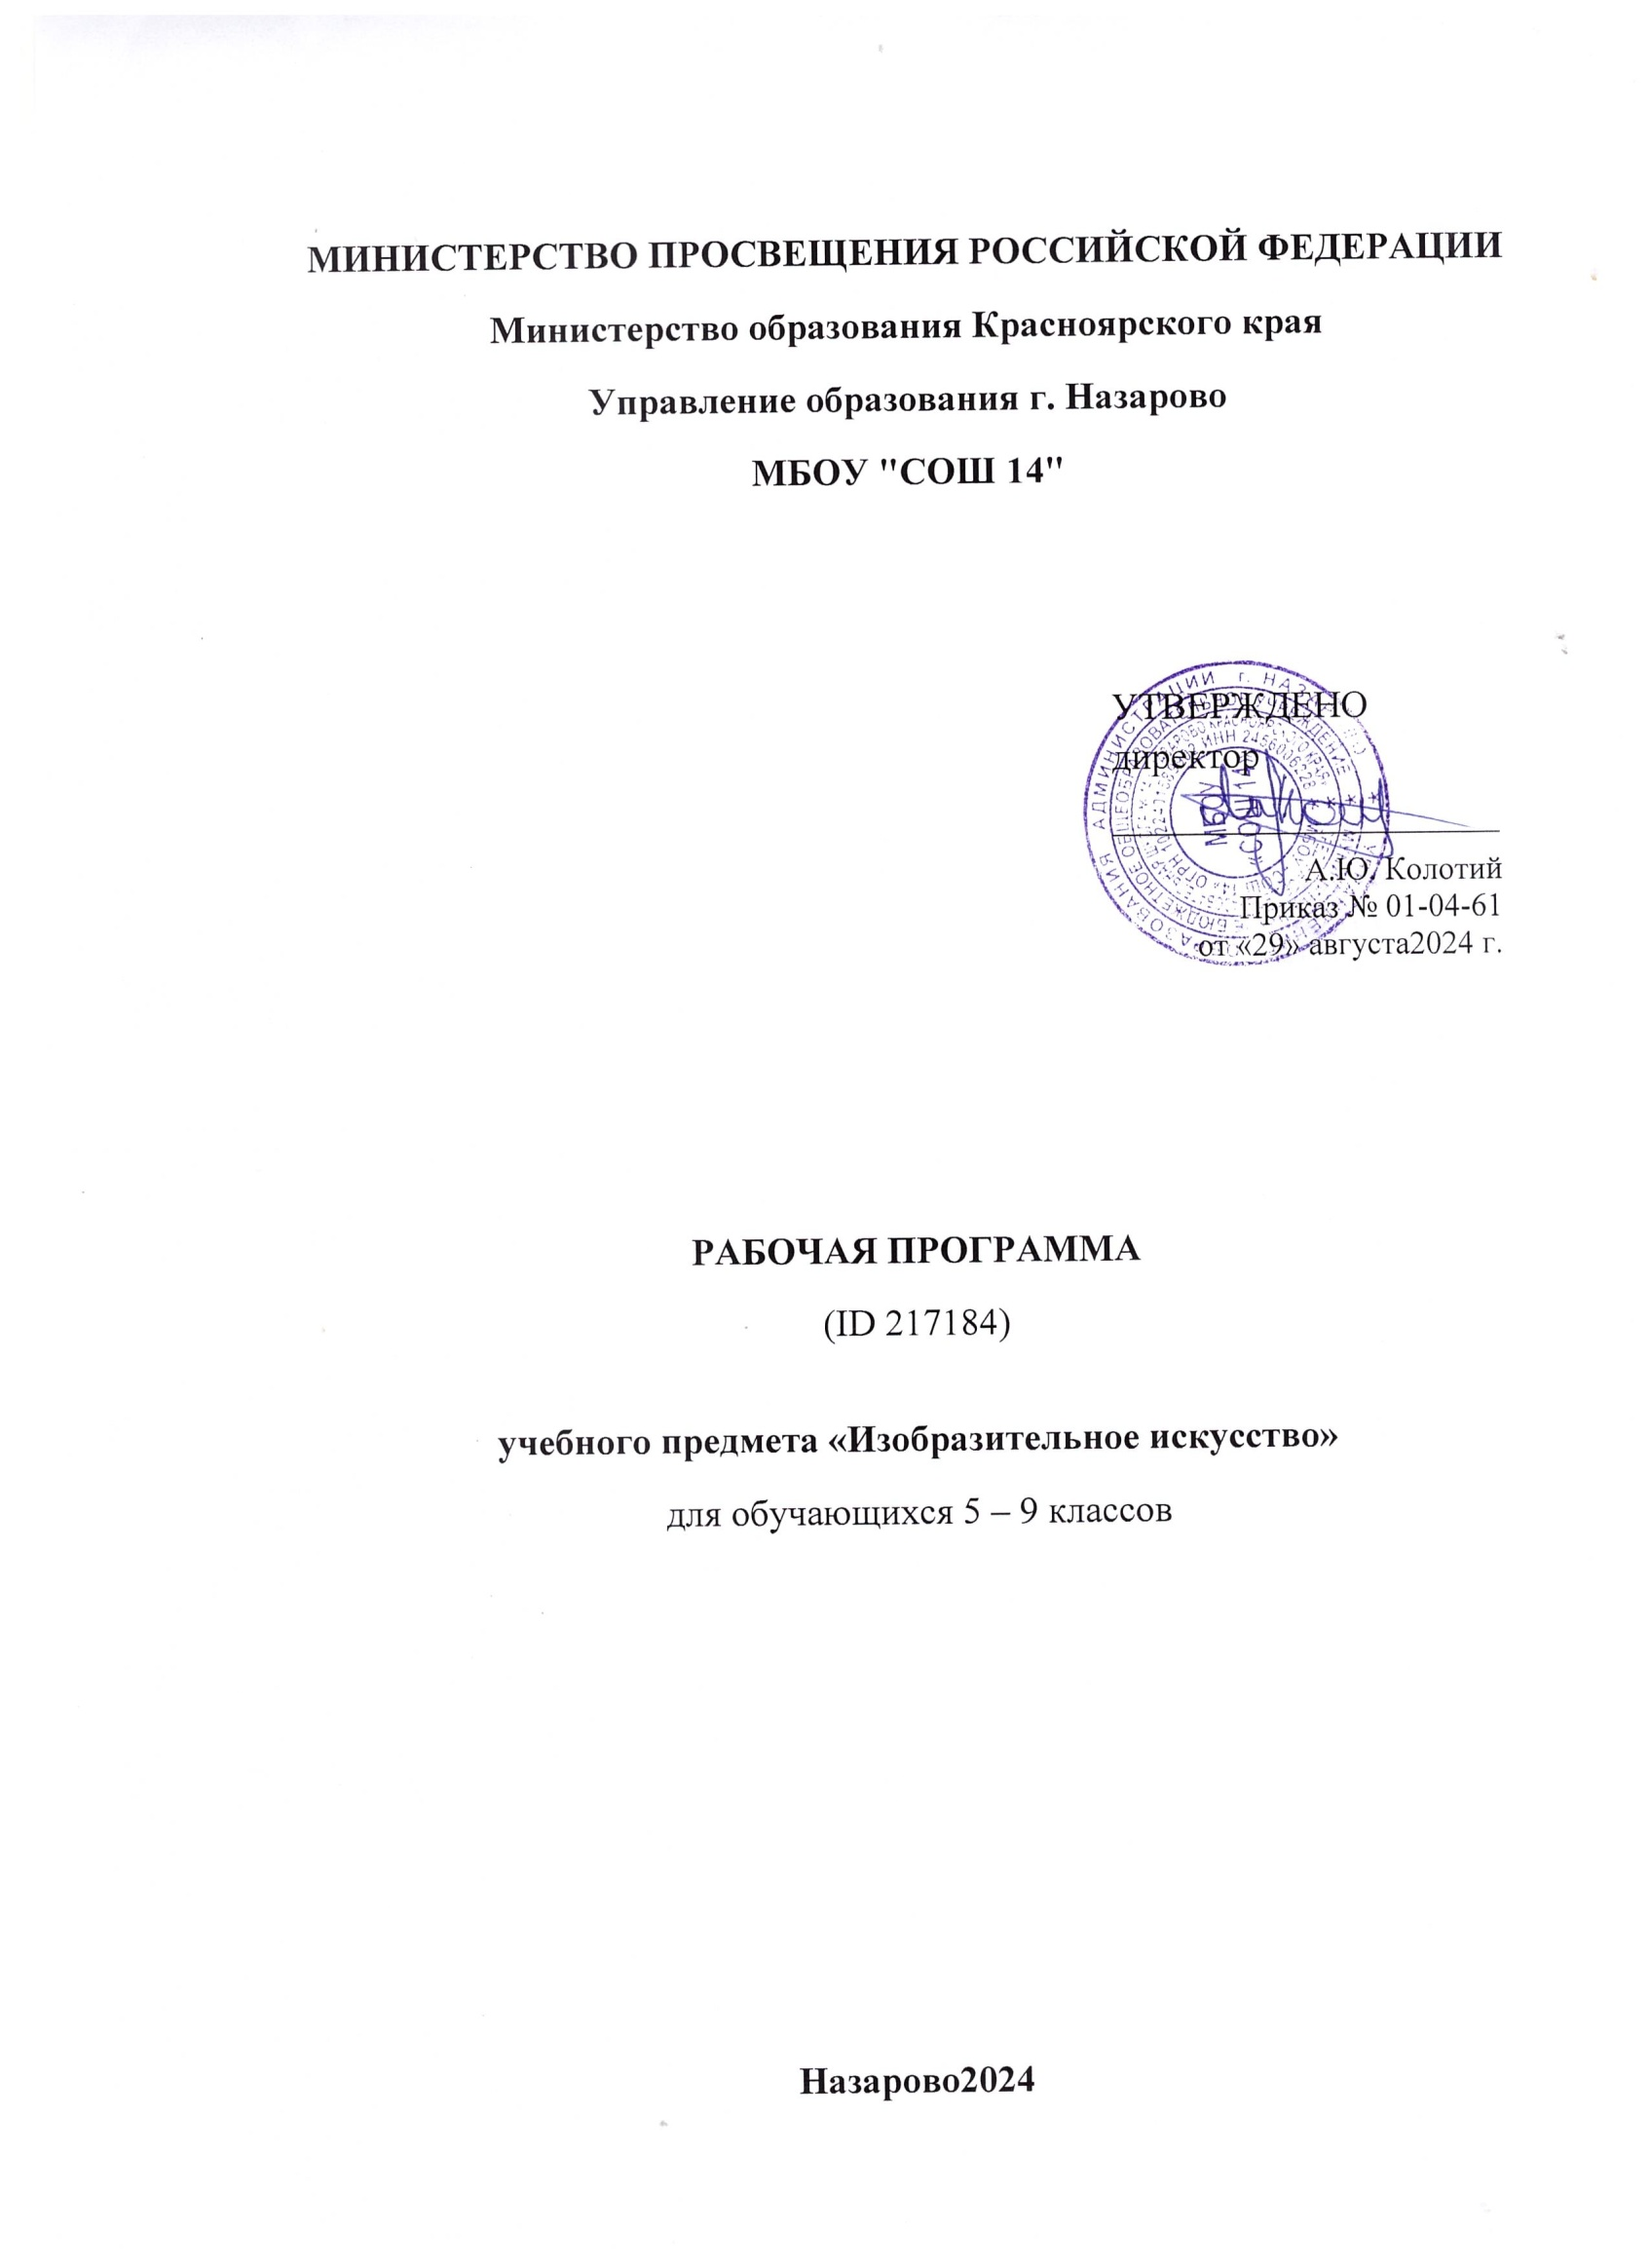 МИНИСТЕРСТВО ПРОСВЕЩЕНИЯ РОССИЙСКОЙ ФЕДЕРАЦИИ
Министерство образования Красноярского края
Управление образования г. Назарово
МБОУ "СОШ 14"
УТВЕРЖДЕНО
директор
А.Ю. Колотий
Приказ № 01-04-61
от «29» августа2024 г.
МБОУ
РАБОЧАЯ ПРОГРАММА
(ID 217184)
учебного предмета «Изобразительное искусство»
для обучающихся 5 – 9 классов
Назарово2024